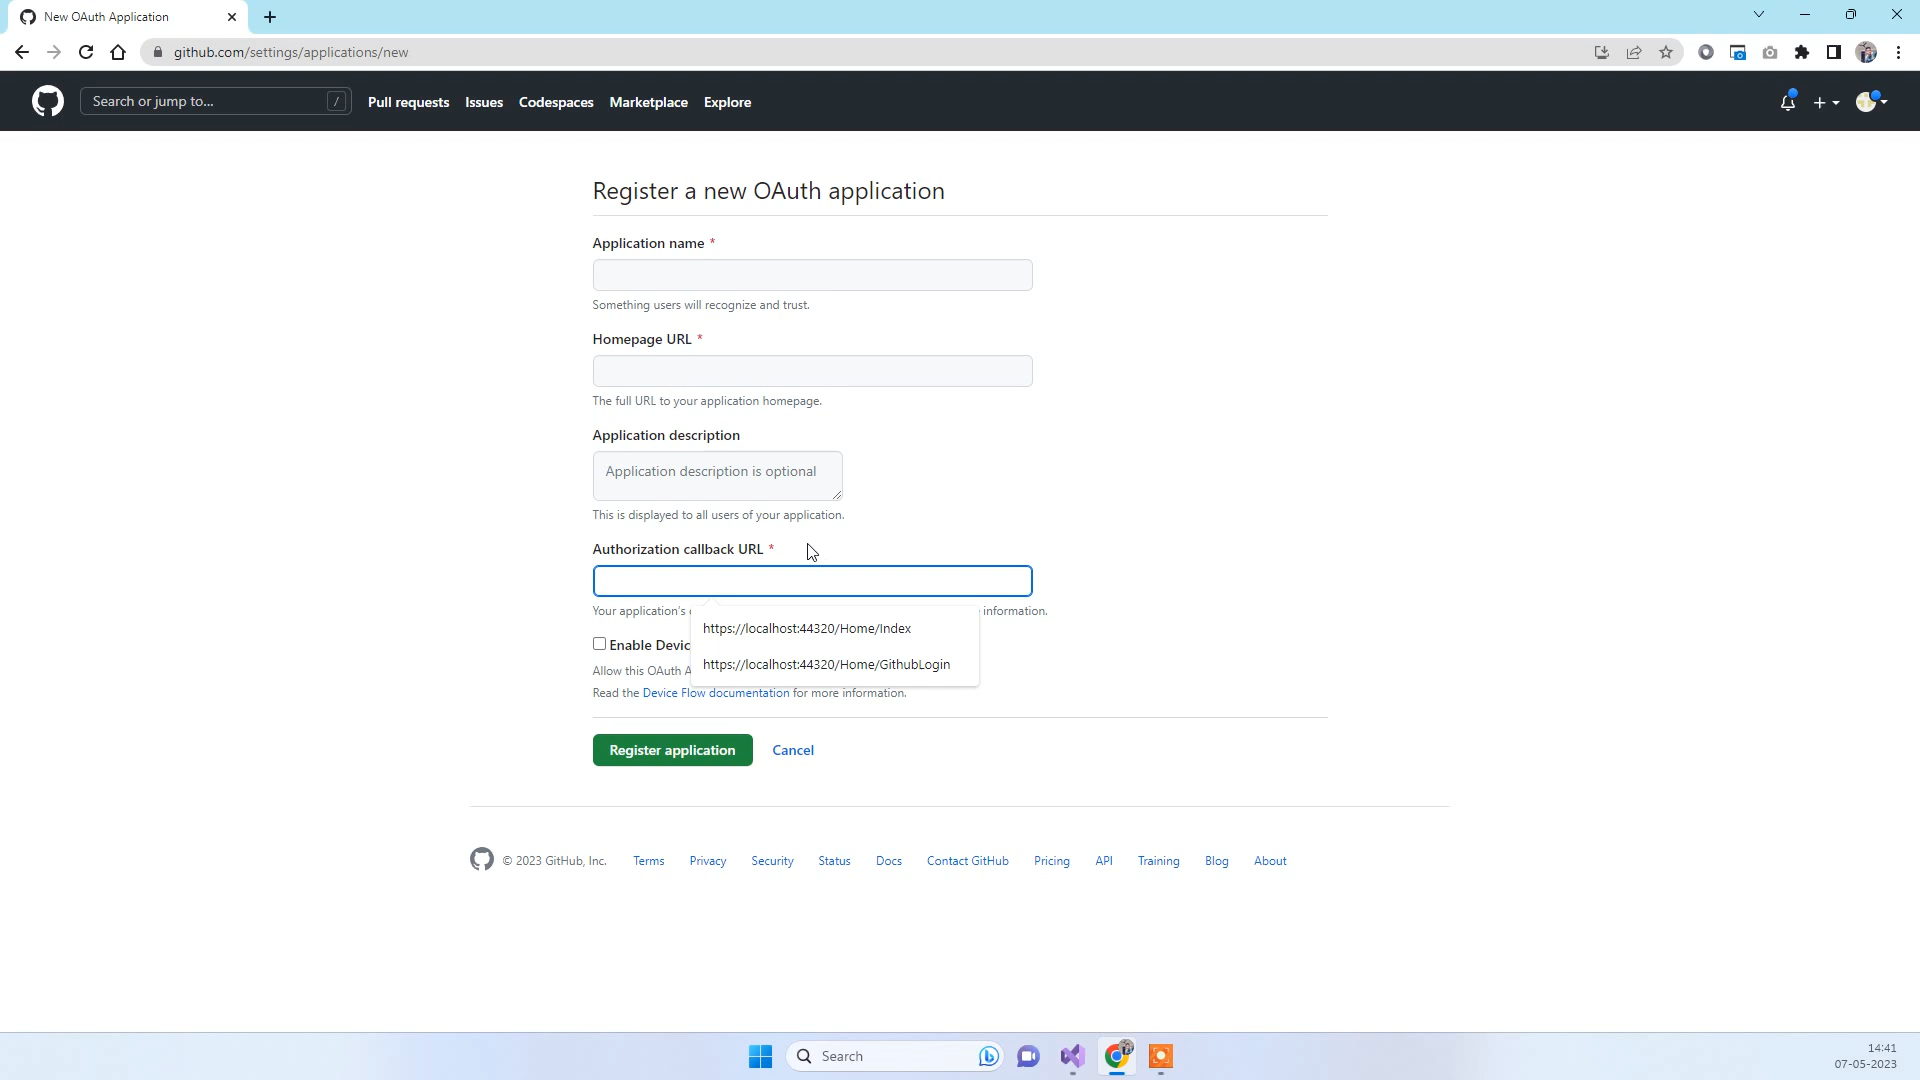 New OAuth Application
github.com/settings/applications/new
Search or jump to... /
Pull requests Issues Codespaces Marketplace Explore
Register a new OAuth application
Application name *
Something users will recognize and trust.
Homepage URL *
The full URL to your application homepage.
Application description
Application description is optional
This is displayed to all users of your application.
Authorization callback URL *
Your application's information.
https://localhost:44320/Home/Index
Enable Devic
https://localhost:44320/Home/GithubLogin
Allow this OAuth A
Read the Device Flow documentation for more information.
Register application Cancel
© 2023 GitHub, Inc. Terms Privacy Security Status Docs Contact GitHub Pricing API Training Blog About
Search
14:41
07-05-2023